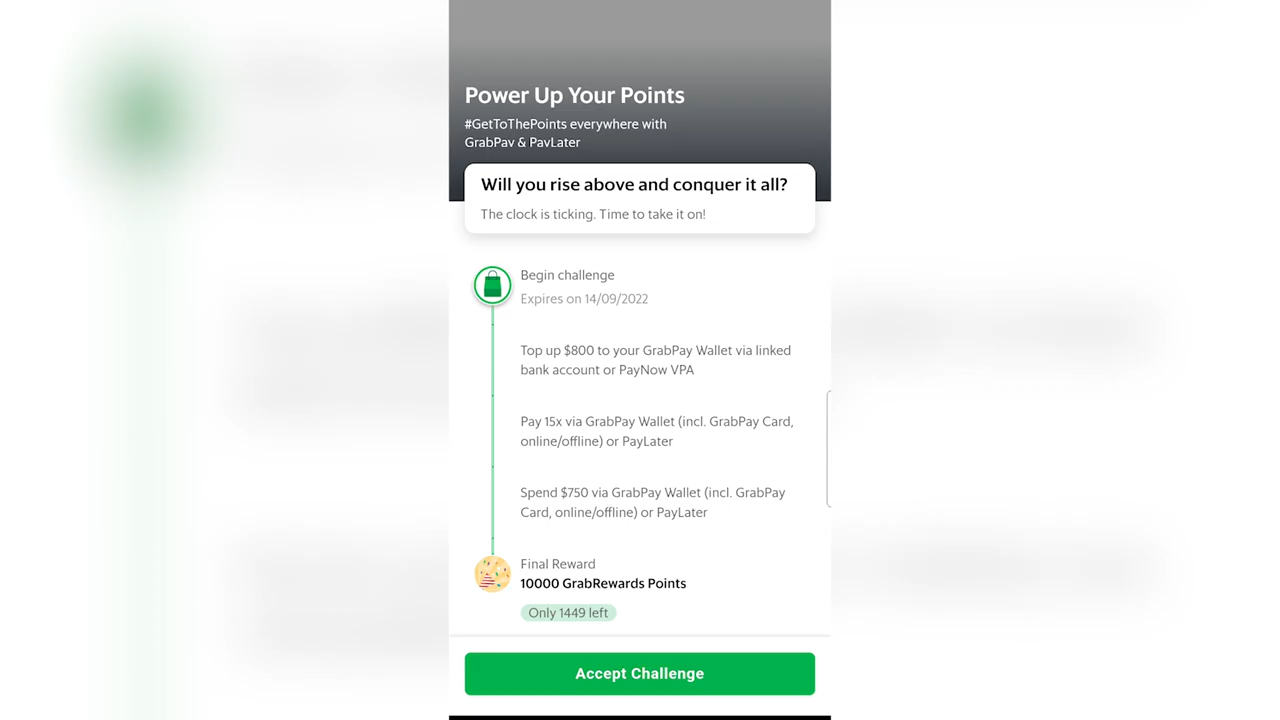 Power Up Your Points
#GetToThePoints everywhere with
GrabPay & PayLater
Will you rise above and conquer it all?
The clock is ticking. Time to take it on!
Begin challenge
Expires on 14/09/2022
Top up $800 to your GrabPay Wallet via linked
bank account or PayNow VPA
Pay 15x via GrabPay Wallet (incl. GrabPay Card,
online/offline) or PayLater
Spend $750 via GrabPay Wallet (incl. GrabPay
Card, online/offline) or PayLater
Final Reward
10000 GrabRewards Points
Only 1449 left
Accept Challenge